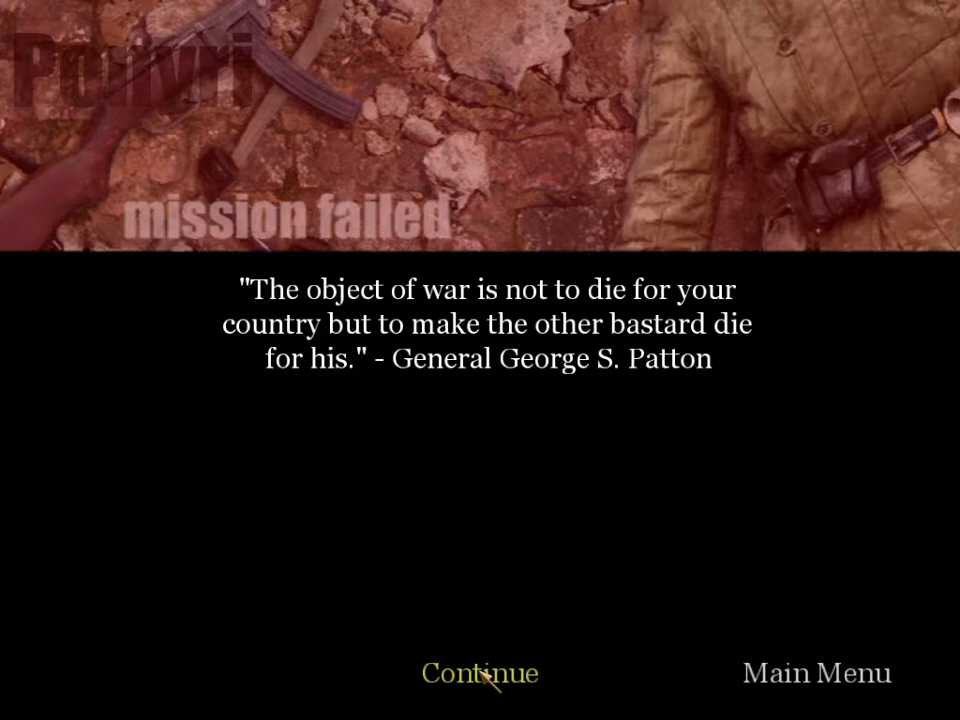 Ponyri
mission failed
"The object of war is not to die for your
country but to make the other bastard die
for his." - General George S. Patton
Continue
Main Menu